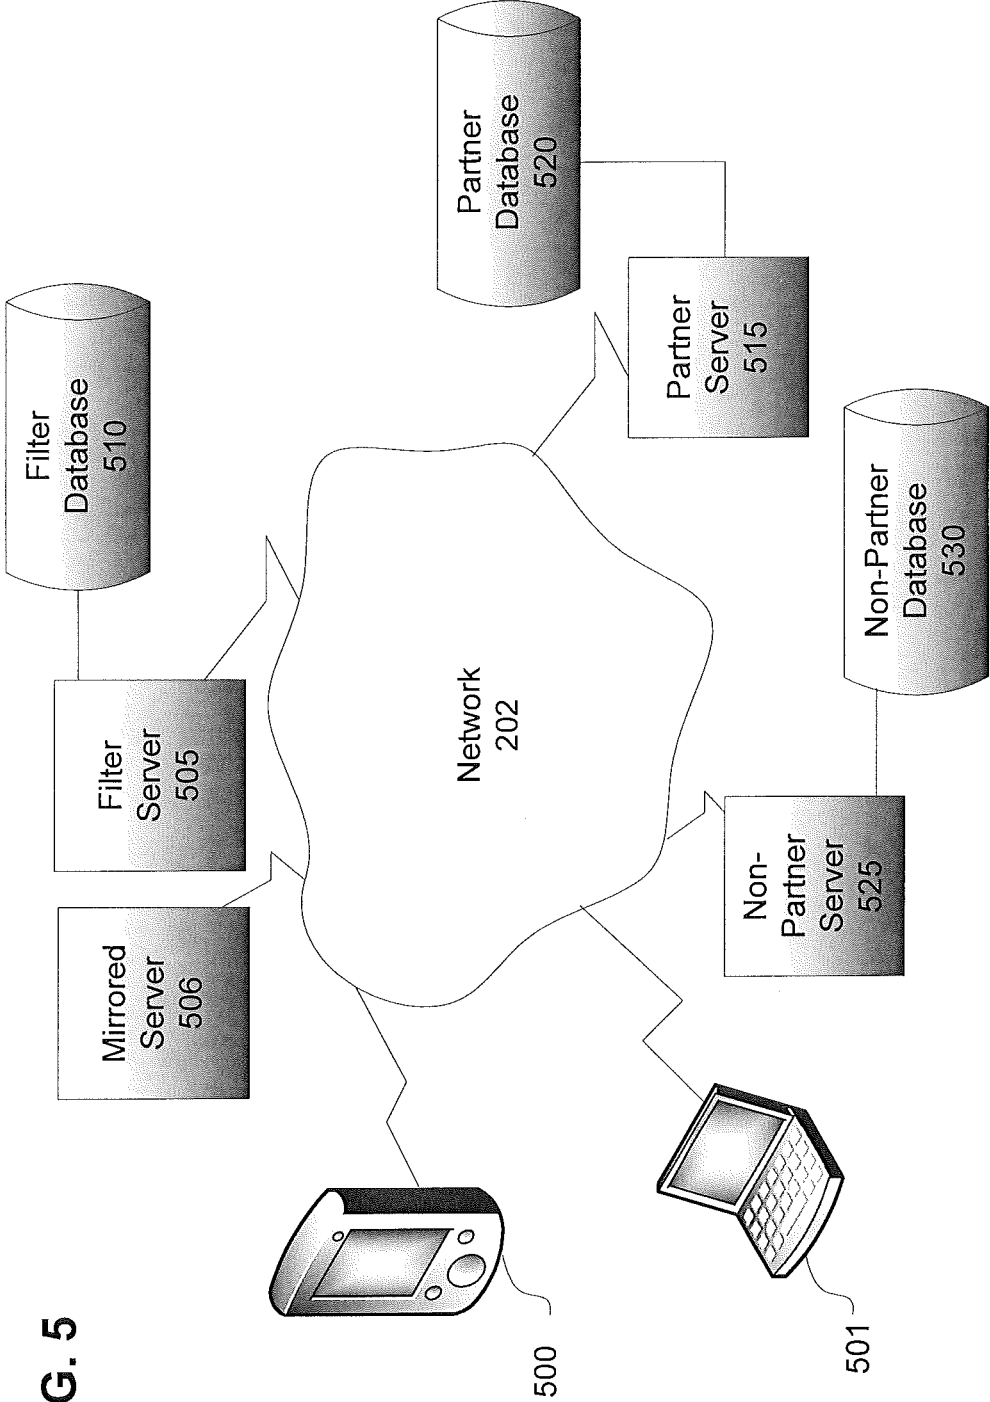 G. 5
Filter
Database
510
Filter
Server
505
Mirrored
Server
506
Partner
Database
520
Partner
Server
515
Network
202
Non-Partner
Database
530
Non-
Partner
Server
525
500
501